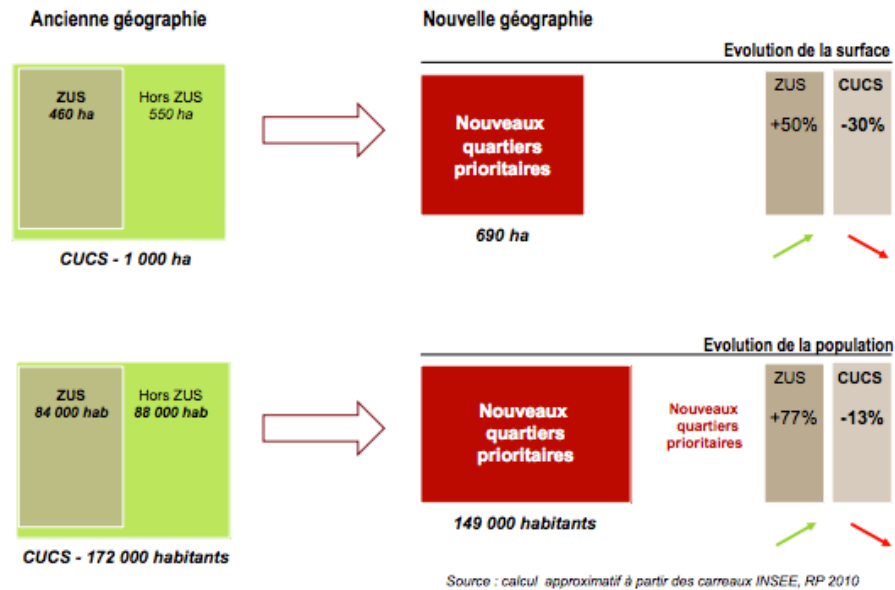 Ancienne géographie
Nouvelle géographie
Evolution de la surface
ZUS
460 ha
Hors ZUS
550 ha
CUCS - 1 000 ha
Nouveaux
quartiers
prioritaires
690 ha
ZUS
+50%
CUCS
-30%
Evolution de la population
ZUS
84 000 hab
Hors ZUS
88 000 hab
CUCS - 172 000 habitants
Nouveaux
quartiers
prioritaires
149 000 habitants
Nouveaux
quartiers
prioritaires
ZUS
+77%
CUCS
-13%
Source : calcul approximatif à partir des carreaux INSEE, RP 2010